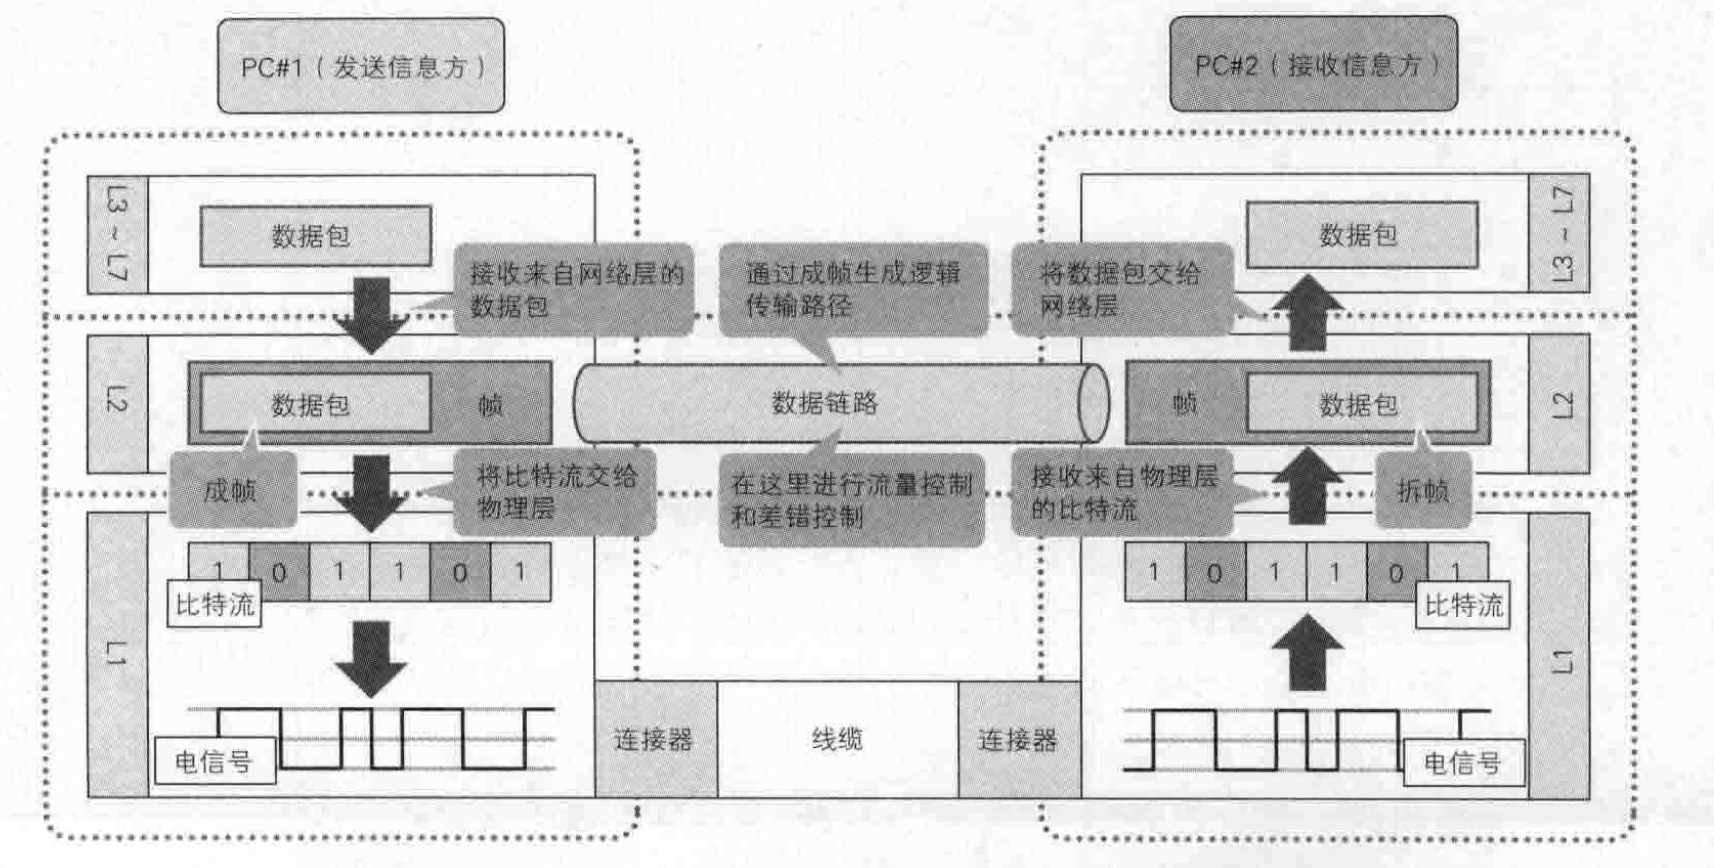 PC#1（发送信息方）
PC#2（接收信息方）
L3～L7
数据包
接收来自网络层的
数据包
通过成帧生成逻辑
传输路径
将数据包交给
网络层
数据包
L3～L7
L2
数据包
帧
数据链路
帧
数据包
L2
成帧
将比特流交给
物理层
在这里进行流量控制
和差错控制
接收来自物理层
的比特流
拆帧
1 0 1 1 0 1
比特流
1 0 1 1 0 1
比特流
L1
L1
电信号
连接器
线缆
连接器
电信号